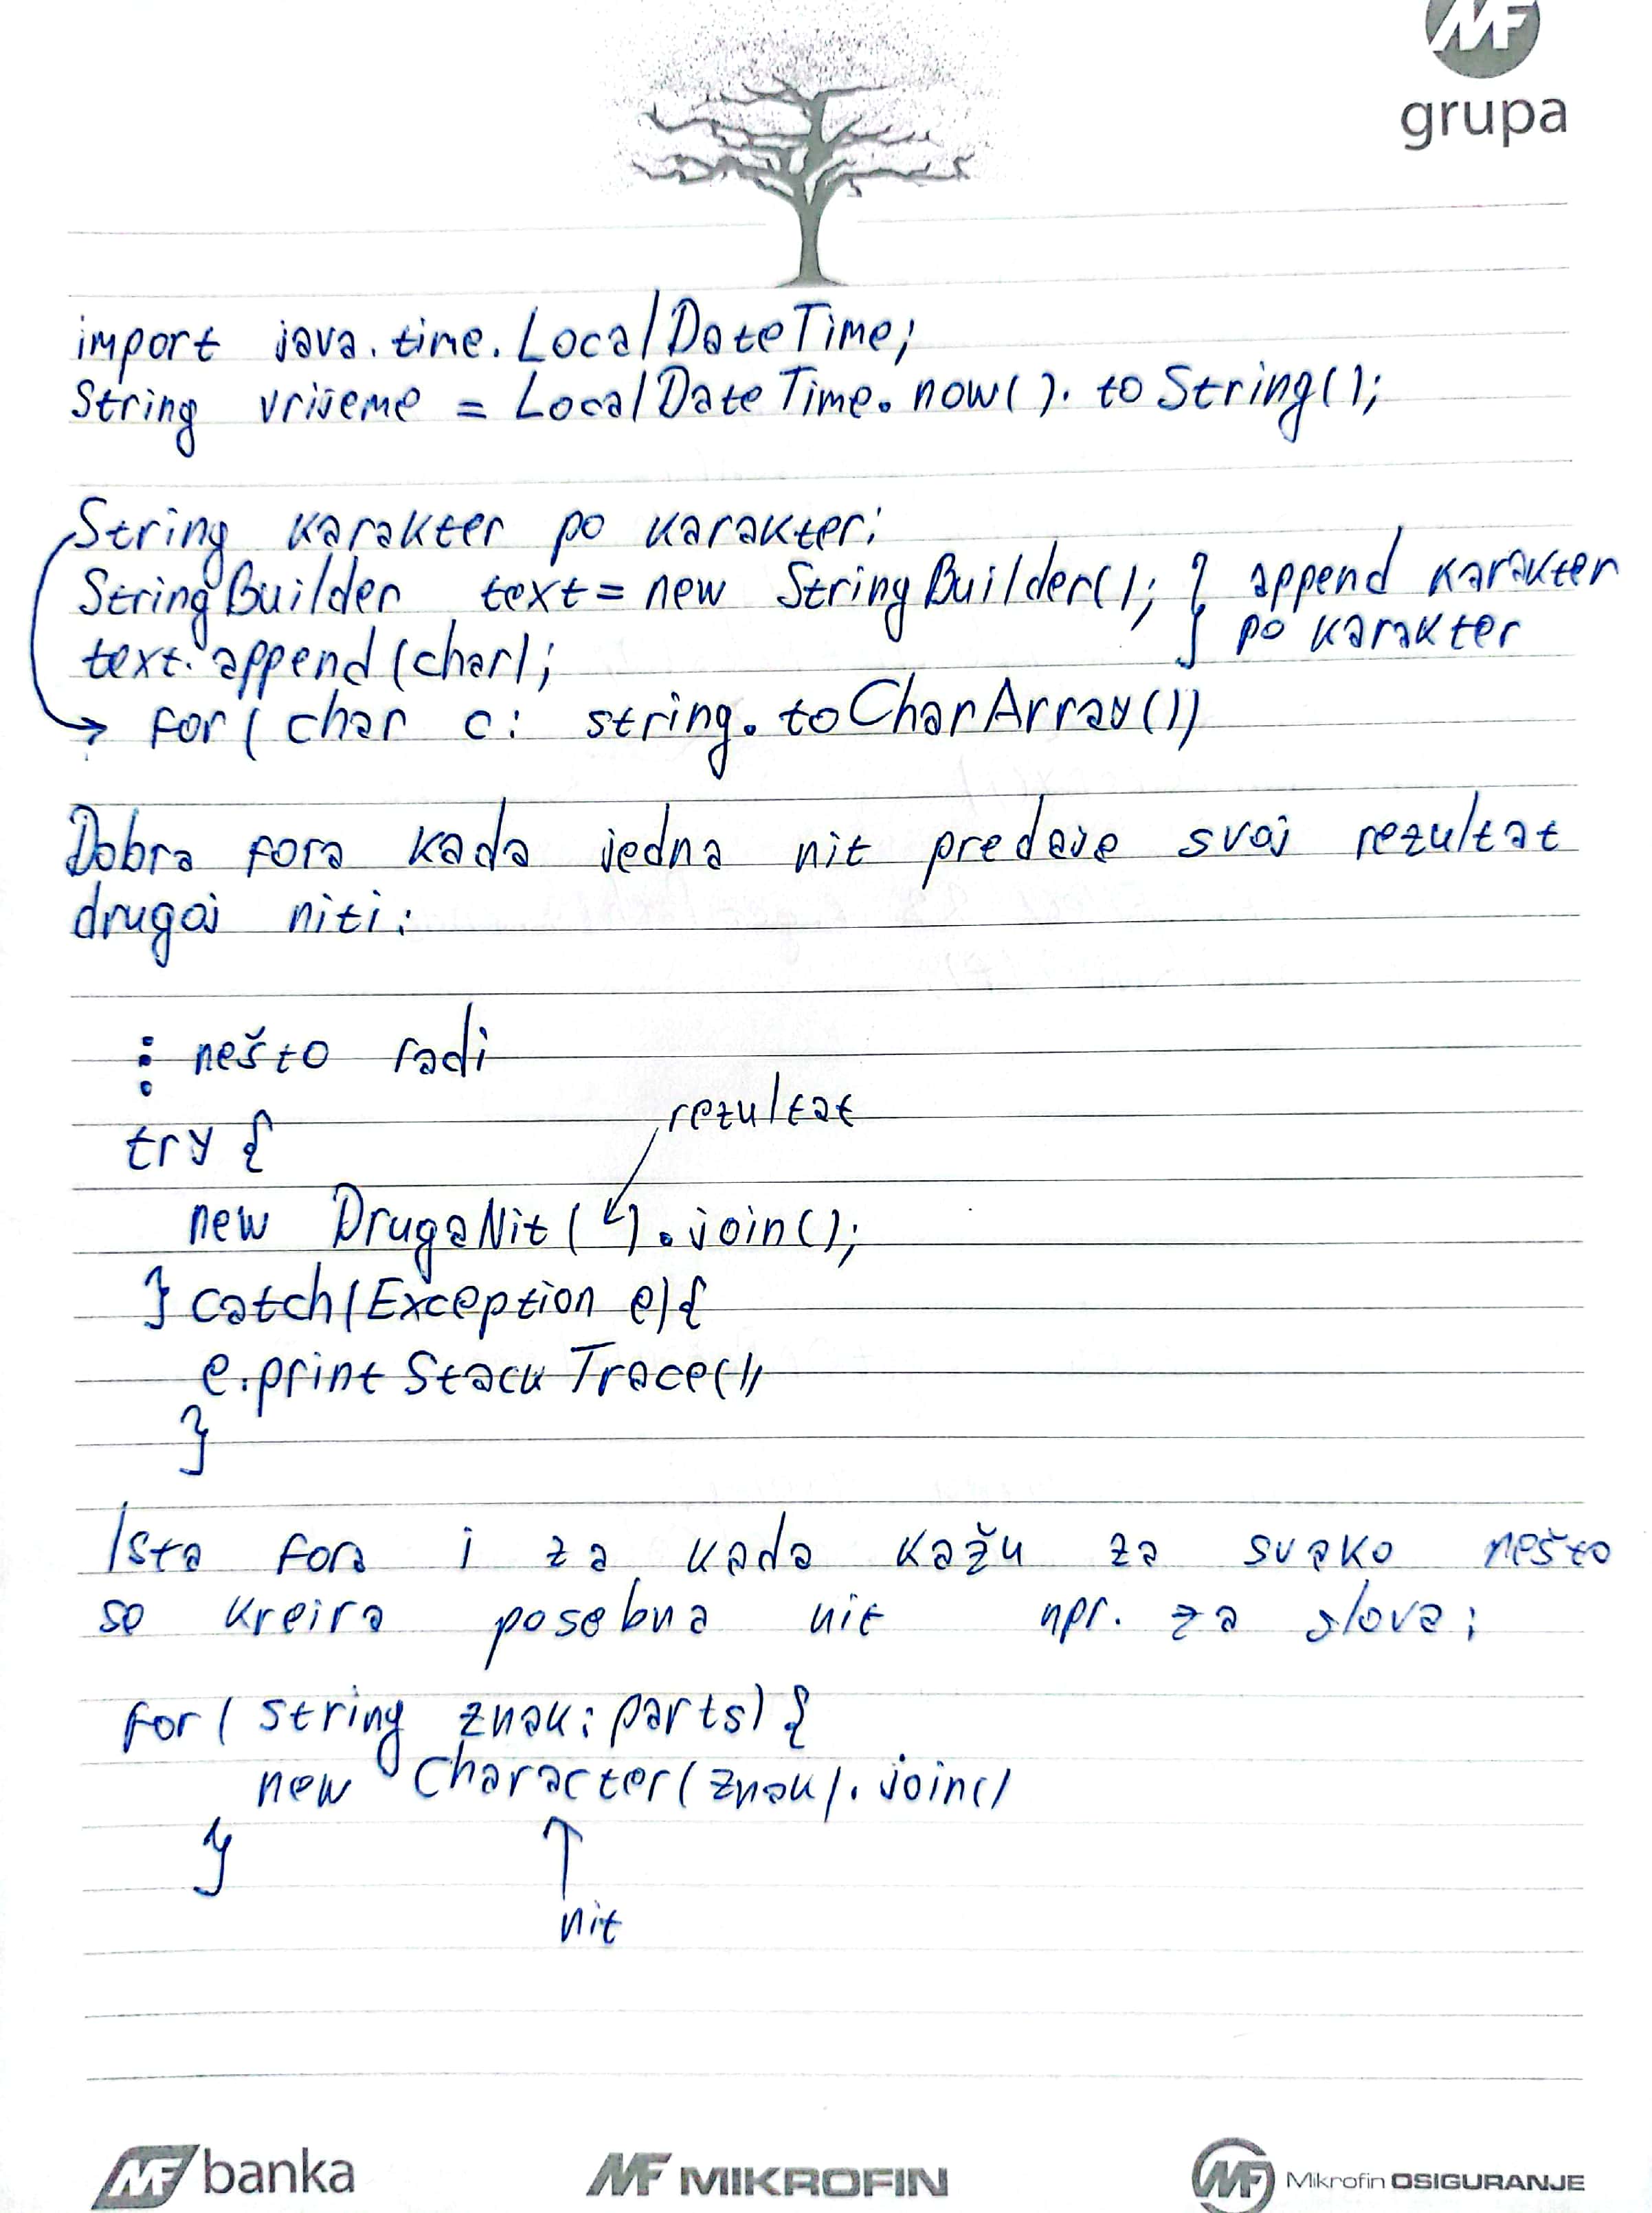 MF
grupa
import java.time.LocalDateTime;
String vrijeme = LocalDateTime.now().toString();
String karakter po karakter:
StringBuilder text = new StringBuilder(); } append karakter
text.append(char); po karakter
→ for( char c: string.toCharArray())
Dobra fora kada jedna nit predaje svoj rezultat
drugoj niti:
⋮ nešto radi
rezultat
try {
new DrugaNit( ).join();
} catch(Exception e){
e.printStackTrace();
}
Ista fora i za kada kažu za svako nešto
se kreira posebna nit npr. za slova:
for( string znak: parts) {
new Character(znak).join()
}
↑
nit
MF banka
MF MIKROFIN
MF Mikrofin OSIGURANJE